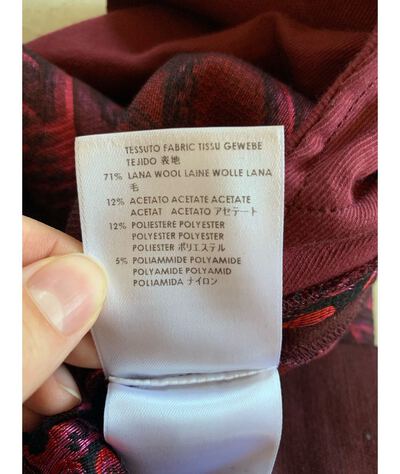 TESSUTO FABRIC TISSU GEWEBE
TEJIDO 表地
71% LANA WOOL LAINE WOLLE LANA
毛
12% ACETATO ACETATE ACETATE
ACETAT ACETATO アセテート
12% POLIESTERE POLYESTER
POLYESTER POLYESTER
POLIESTER ポリエステル
5% POLIAMMIDE POLYAMIDE
POLYAMIDE POLYAMID
POLIAMIDA ナイロン